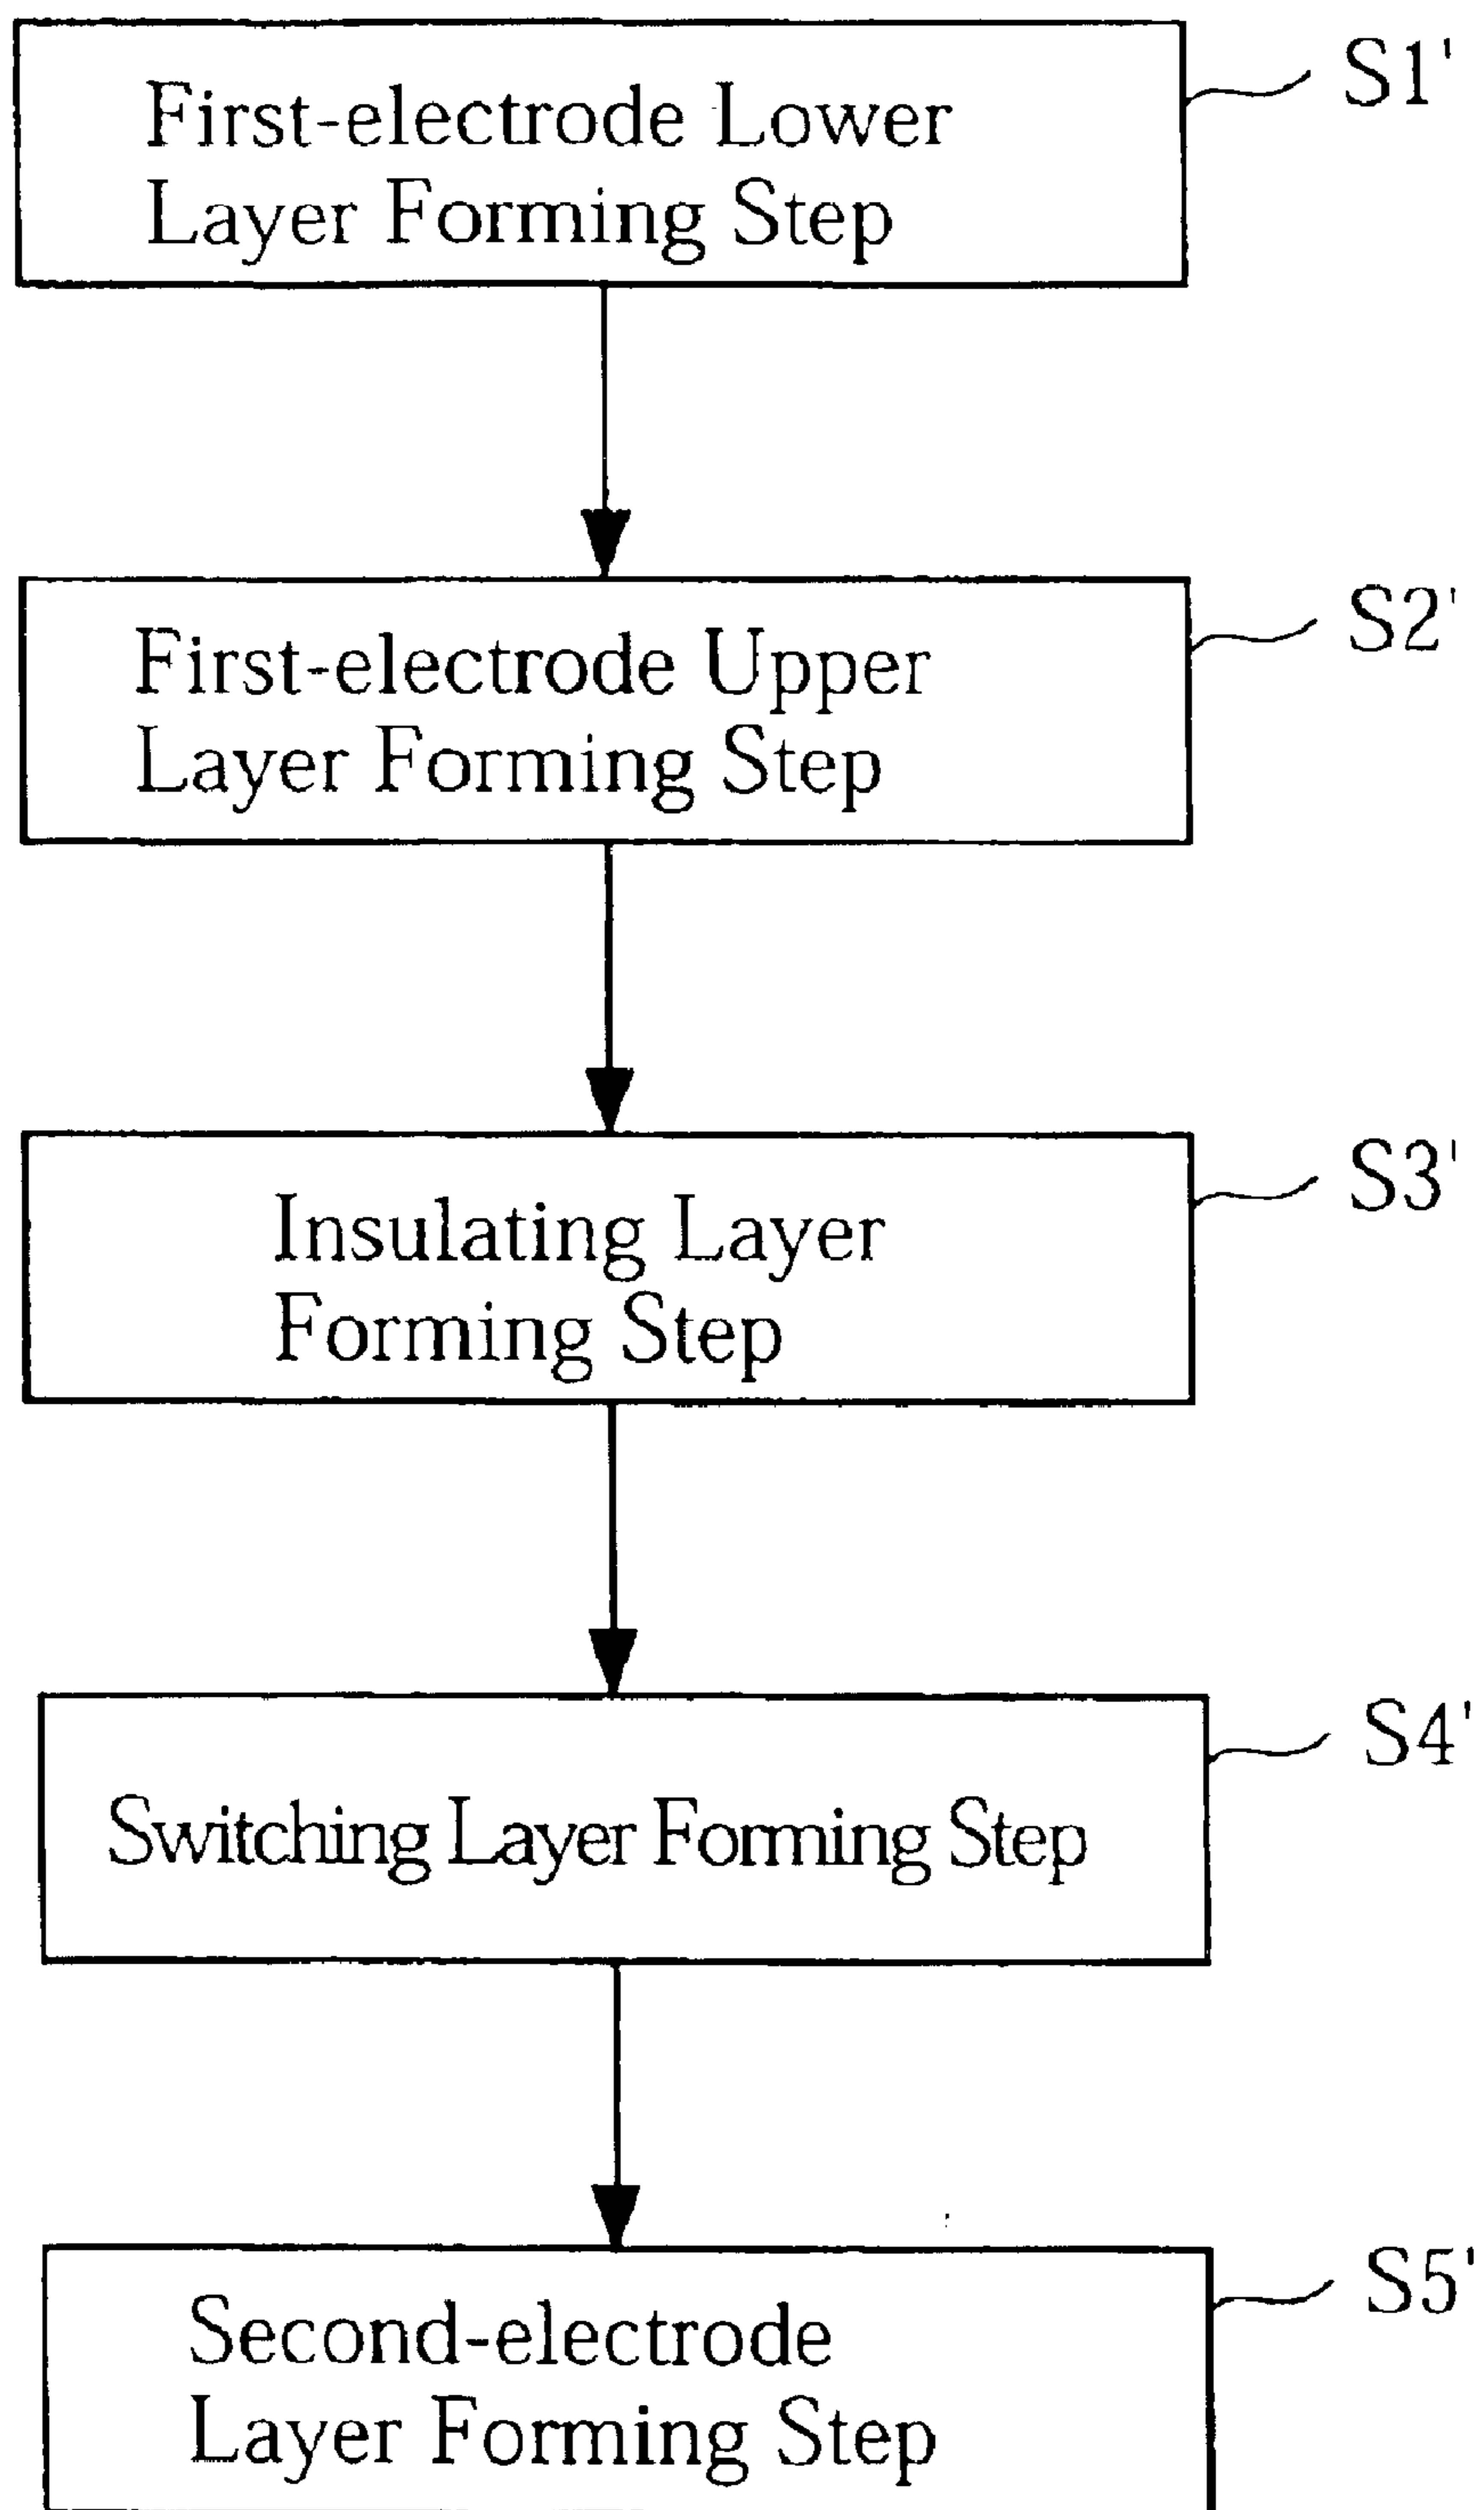 First-electrode Lower
Layer Forming Step
S1'
First-electrode Upper
Layer Forming Step
S2'
Insulating Layer
Forming Step
S3'
Switching Layer Forming Step
S4'
Second-electrode
Layer Forming Step
S5'